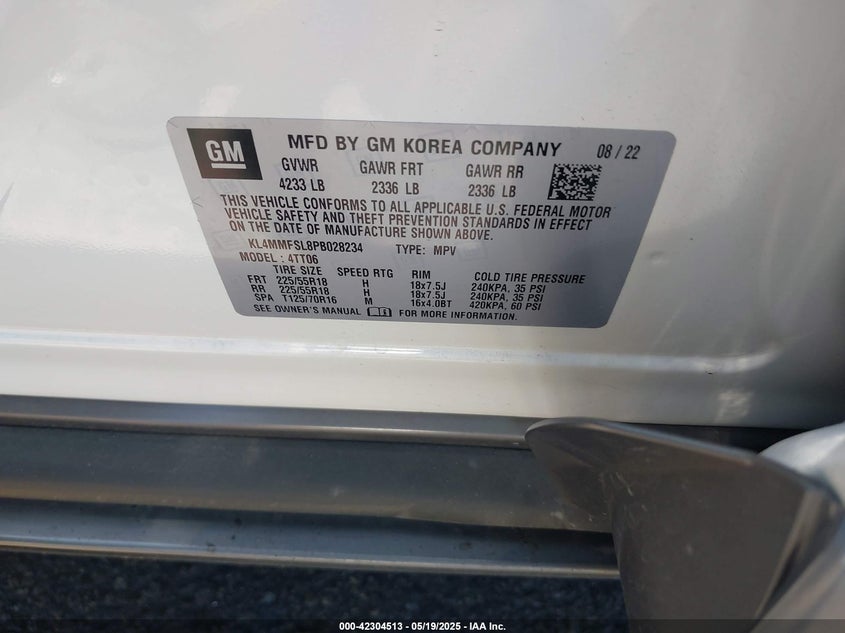 GM
MFD BY GM KOREA COMPANY 08 / 22
GVWR GAWR FRT GAWR RR
4233 LB 2336 LB 2336 LB
THIS VEHICLE CONFORMS TO ALL APPLICABLE U.S. FEDERAL MOTOR
VEHICLE SAFETY AND THEFT PREVENTION STANDARDS IN EFFECT
ON THE DATE OF MANUFACTURE SHOWN ABOVE.
KL4MMFSL8PB028234 TYPE: MPV
MODEL : 4TT06
TIRE SIZE SPEED RTG RIM COLD TIRE PRESSURE
FRT 225/55R18 H 18x7.5J 240KPA, 35 PSI
RR 225/55R18 H 18x7.5J 240KPA, 35 PSI
SPA T125/70R16 M 16x4.0BT 420KPA, 60 PSI
SEE OWNER'S MANUAL FOR MORE INFORMATION.
000-42304513 — 05/19/2025 — IAA Inc.